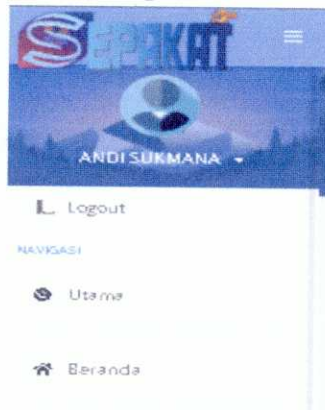 SEPAKAT
ANDI SUKMANA
Logout
NAVIGASI
Utama
Beranda